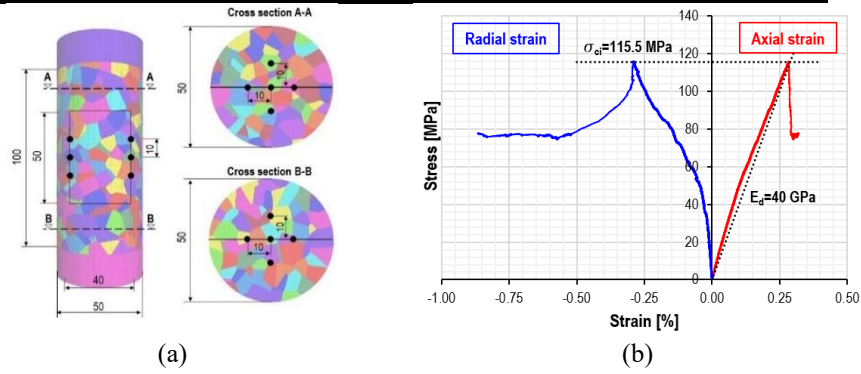 Cross section A-A
A
A
100
50
10
B
B
40
50
50
10
10
Cross section B-B
50
10
10
(a)
Radial strain
σci=115.5 MPa
Axial strain
Ed=40 GPa
Stress [MPa]
140
120
100
80
60
40
20
0
-1.00
-0.75
-0.50
-0.25
0.00
0.25
0.50
Strain [%]
(b)